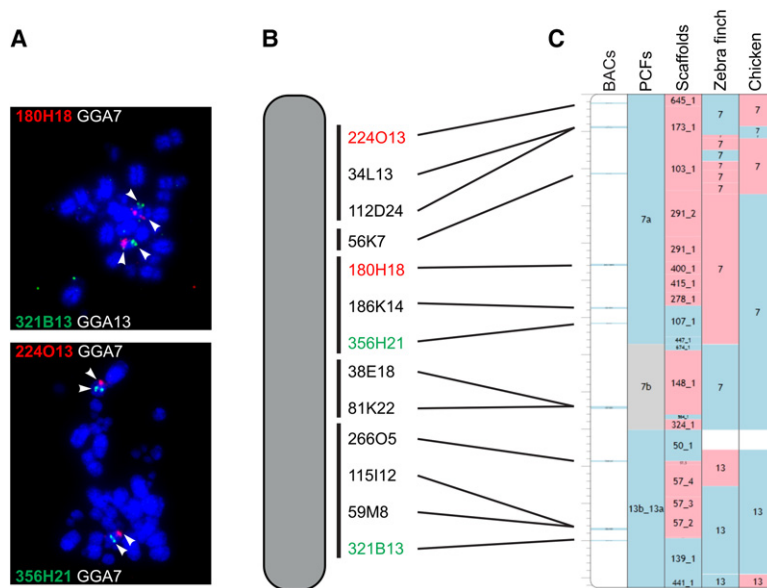 A
B
C
180H18 GGA7
321B13 GGA13
224O13 GGA7
356H21 GGA7
224O13
34L13
112D24
56K7
180H18
186K14
356H21
38E18
81K22
266O5
115I12
59M8
321B13
BACs
PCFs
Scaffolds
Zebra finch
Chicken
7a
7b
13b_13a
645_1
173_1
103_1
291_2
291_1
400_1
415_1
278_1
107_1
148_1
324_1
50_1
57_4
57_3
57_2
139_1
441_1
7
7
7
7
7
7
7
7
13
13
13
7
7
7
7
13
13